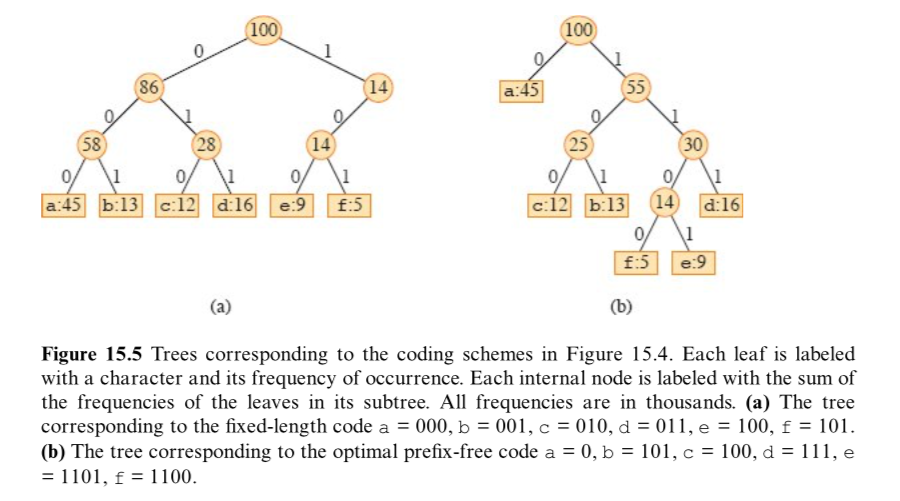 100
100
0
1
0
1
86
14
a:45
55
0
1
0
0
1
58
28
14
25
30
0
1
0
1
0
1
0
1
0
1
a:45
b:13
c:12
d:16
e:9
f:5
c:12
b:13
14
d:16
0
1
f:5
e:9
(a)
(b)
Figure 15.5 Trees corresponding to the coding schemes in Figure 15.4. Each leaf is labeled
with a character and its frequency of occurrence. Each internal node is labeled with the sum of
the frequencies of the leaves in its subtree. All frequencies are in thousands. (a) The tree
corresponding to the fixed-length code a = 000, b = 001, c = 010, d = 011, e = 100, f = 101.
(b) The tree corresponding to the optimal prefix-free code a = 0, b = 101, c = 100, d = 111, e
= 1101, f = 1100.